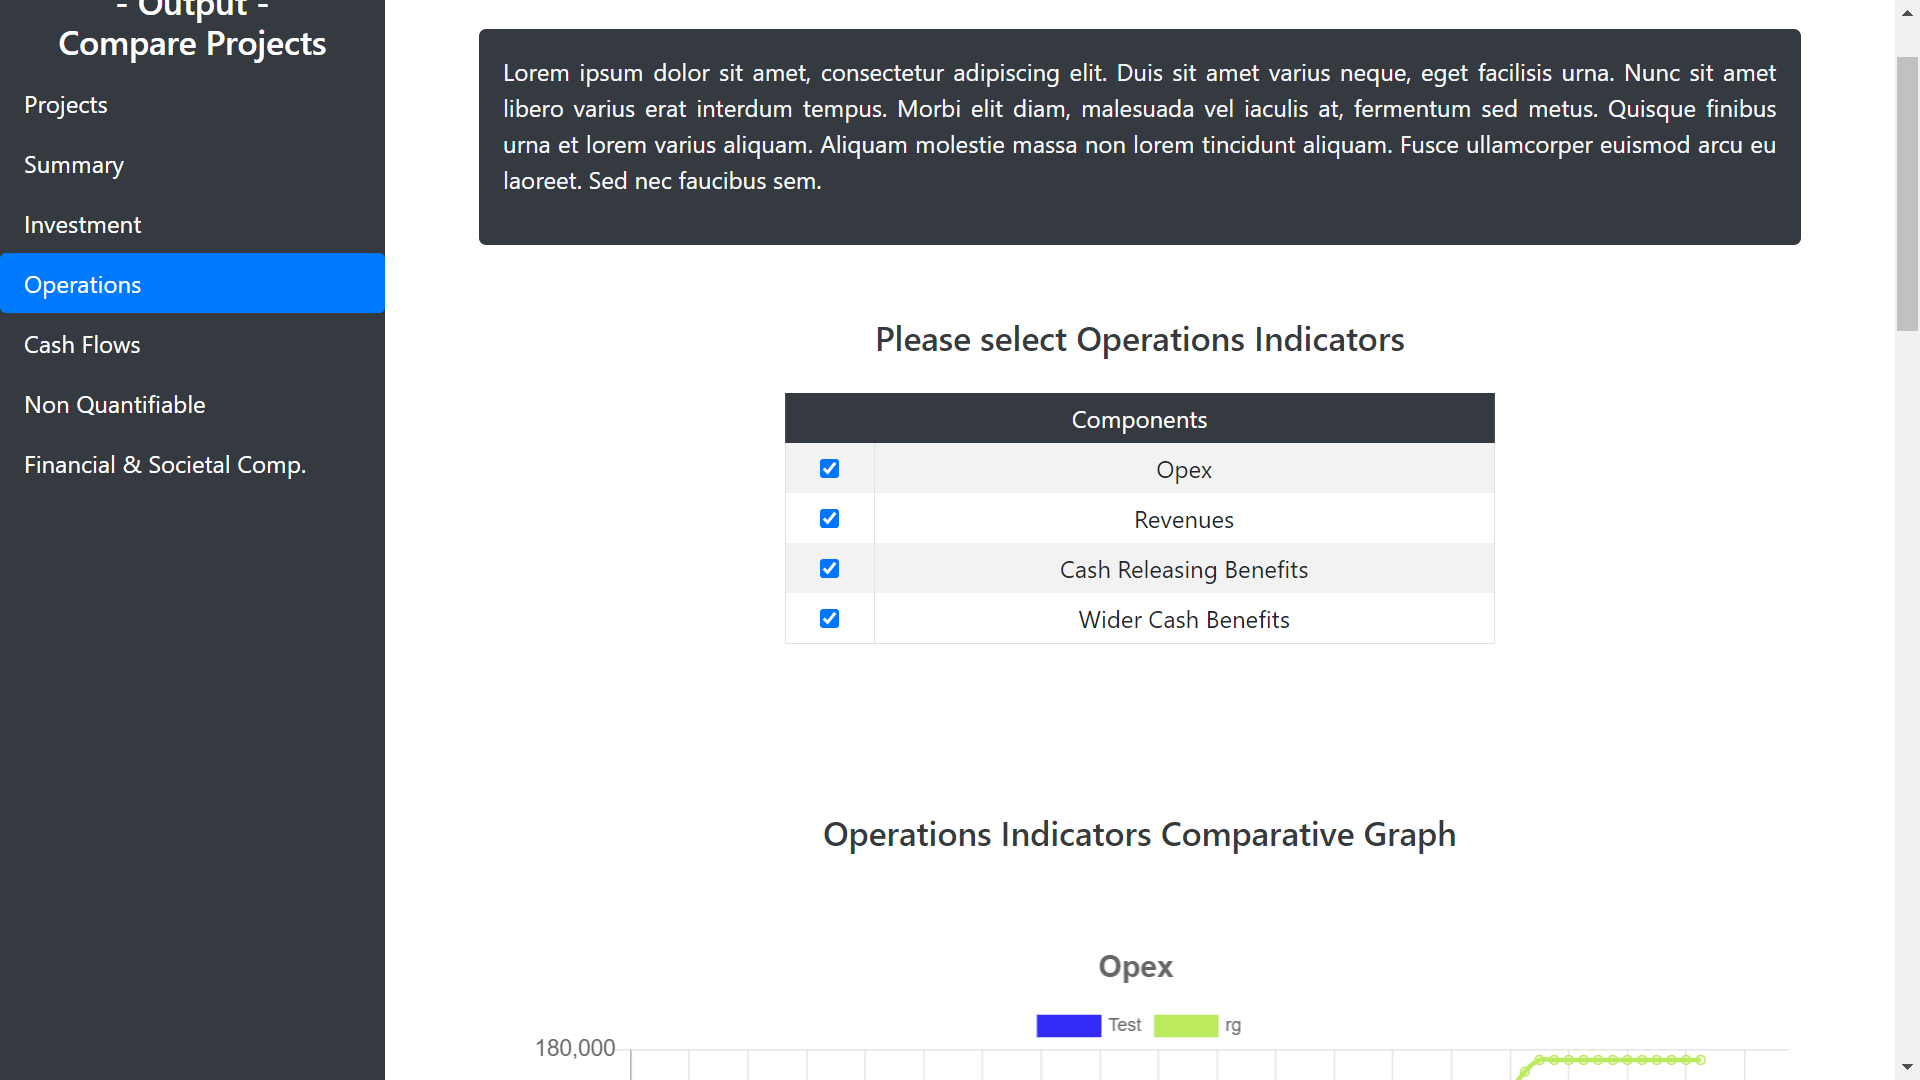 - Output -
Compare Projects
Projects
Summary
Investment
Operations
Cash Flows
Non Quantifiable
Financial & Societal Comp.
Lorem ipsum dolor sit amet, consectetur adipiscing elit. Duis sit amet varius neque, eget facilisis urna. Nunc sit amet
libero varius erat interdum tempus. Morbi elit diam, malesuada vel iaculis at, fermentum sed metus. Quisque finibus
urna et lorem varius aliquam. Aliquam molestie massa non lorem tincidunt aliquam. Fusce ullamcorper euismod arcu eu
laoreet. Sed nec faucibus sem.
Please select Operations Indicators
Components
Opex
Revenues
Cash Releasing Benefits
Wider Cash Benefits
Operations Indicators Comparative Graph
Opex
Test rg
180,000